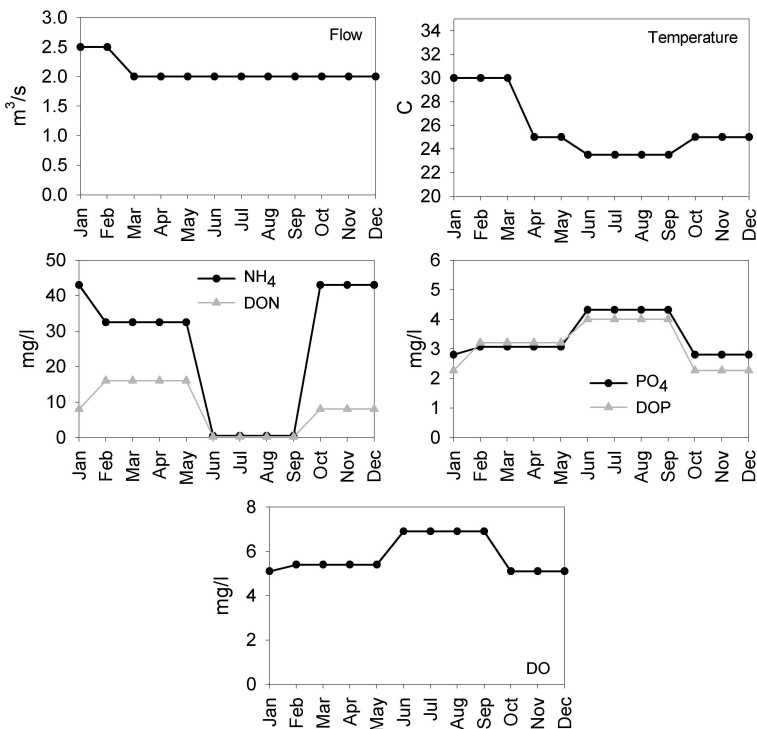 Flow
m³/s
3.0
2.5
2.0
1.5
1.0
0.5
0.0
Jan Feb Mar Apr May Jun Jul Aug Sep Oct Nov Dec
Temperature
C
34
32
30
28
26
24
22
20
Jan Feb Mar Apr May Jun Jul Aug Sep Oct Nov Dec
NH₄
DON
mg/l
50
40
30
20
10
0
Jan Feb Mar Apr May Jun Jul Aug Sep Oct Nov Dec
PO₄
DOP
mg/l
6
5
4
3
2
1
0
Jan Feb Mar Apr May Jun Jul Aug Sep Oct Nov Dec
DO
mg/l
8
6
4
2
0
Jan Feb Mar Apr May Jun Jul Aug Sep Oct Nov Dec